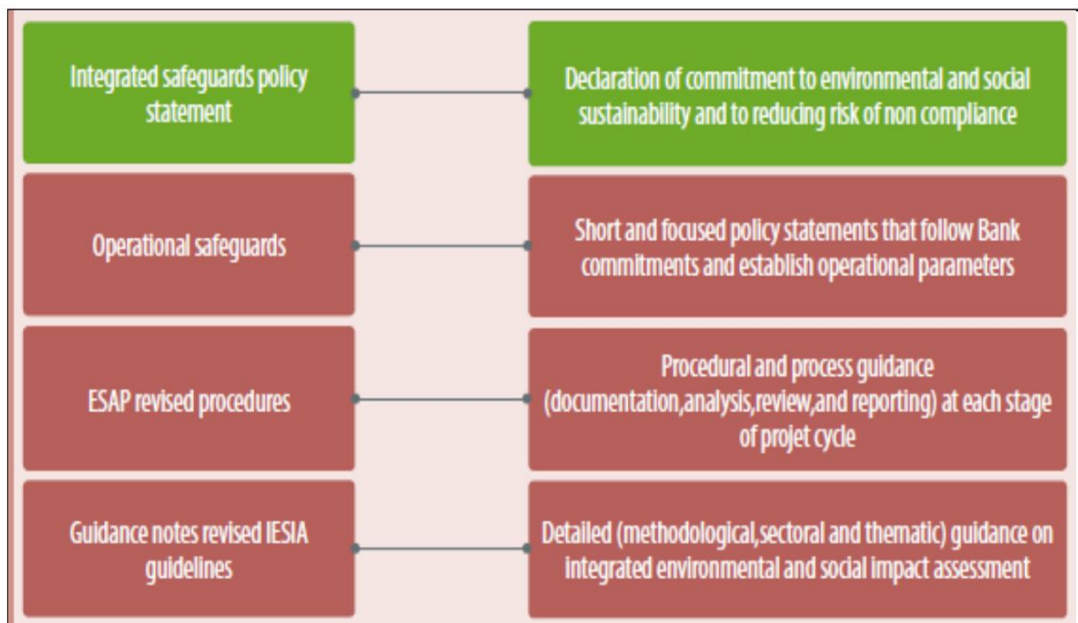 Integrated safeguards policy
statement
Declaration of commitment to environmental and social
sustainability and to reducing risk of non compliance
Operational safeguards
Short and focused policy statements that follow Bank
commitments and establish operational parameters
ESAP revised procedures
Procedural and process guidance
(documentation,analysis,review,and reporting) at each stage
of projet cycle
Guidance notes revised IESIA
guidelines
Detailed (methodological,sectoral and thematic) guidance on
integrated environmental and social impact assessment